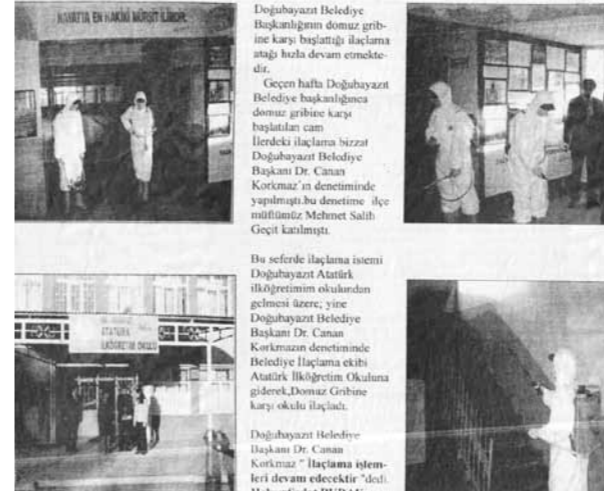 HAYATTA EN HAKİKİ MÜRŞİT İLİMDİR.
Doğubayazıt Belediye
Başkanlığının domuz grib-
ine karşı başlattığı ilaçlama
atağı hızla devam etmekte-
dir.
Geçen hafta Doğubayazıt
Belediye başkanlığınca
domuz gribine karşı
başlatılan cam
ilerdeki ilaçlama bizzat
Doğubayazıt Belediye
Başkanı Dr. Canan
Korkmaz'ın denetiminde
yapılmıştı.bu denetime ilçe
müftümüz Mehmet Salih
Geçit katılmıştı.
Bu seferde ilaçlama istemi
Doğubayazıt Atatürk
ilköğretimim okulundan
gelmesi üzere; yine
Doğubayazıt Belediye
Başkanı Dr. Canan
Korkmazın denetiminde
Belediye İlaçlama ekibi
Atatürk İlköğretim Okuluna
giderek,Domuz Gribine
karşı okulu ilaçladı.
Doğubayazıt Belediye
Başkanı Dr. Canan
Korkmaz " İlaçlama işlem-
leri devam edecektir "dedi.
ATATÜRK
İLKÖĞRETİM OKULU